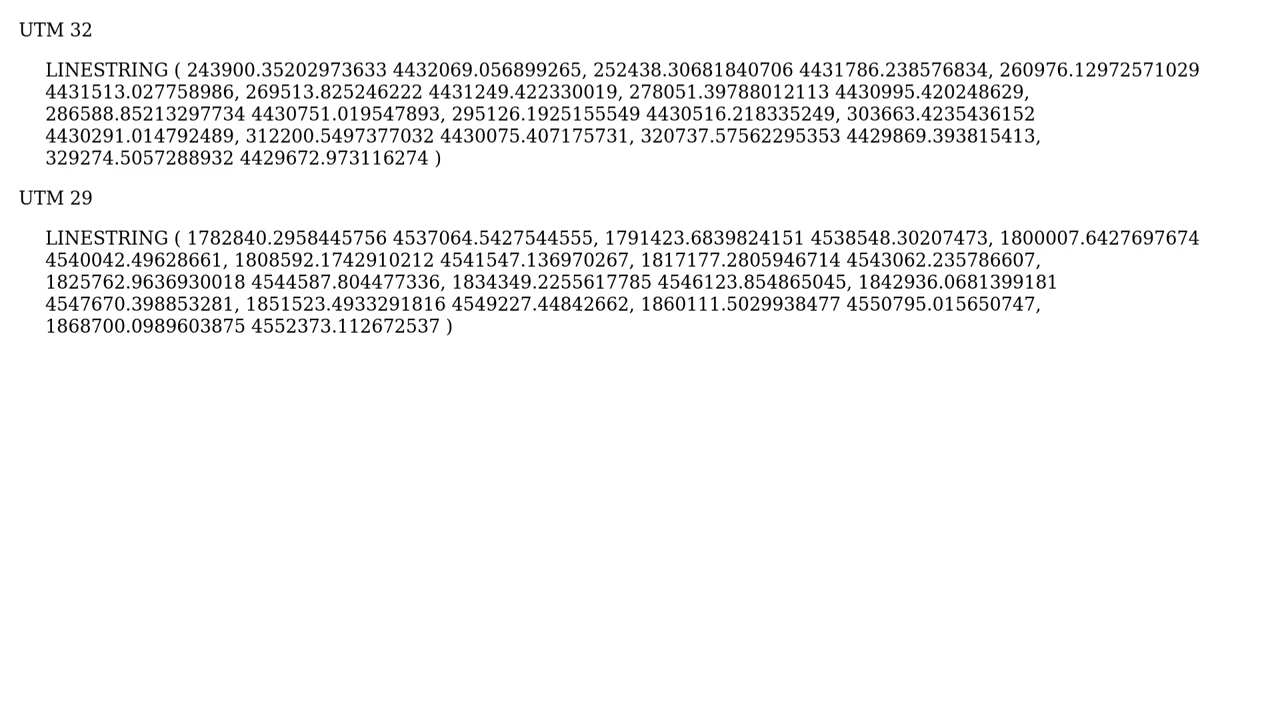 UTM 32
LINESTRING ( 243900.35202973633 4432069.056899265, 252438.30681840706 4431786.238576834, 260976.12972571029
4431513.027758986, 269513.825246222 4431249.422330019, 278051.39788012113 4430995.420248629,
286588.85213297734 4430751.019547893, 295126.1925155549 4430516.218335249, 303663.4235436152
4430291.014792489, 312200.5497377032 4430075.407175731, 320737.57562295353 4429869.393815413,
329274.5057288932 4429672.973116274 )
UTM 29
LINESTRING ( 1782840.2958445756 4537064.5427544555, 1791423.6839824151 4538548.30207473, 1800007.6427697674
4540042.49628661, 1808592.1742910212 4541547.136970267, 1817177.2805946714 4543062.235786607,
1825762.9636930018 4544587.804477336, 1834349.2255617785 4546123.854865045, 1842936.0681399181
4547670.398853281, 1851523.4933291816 4549227.44842662, 1860111.5029938477 4550795.015650747,
1868700.0989603875 4552373.112672537 )